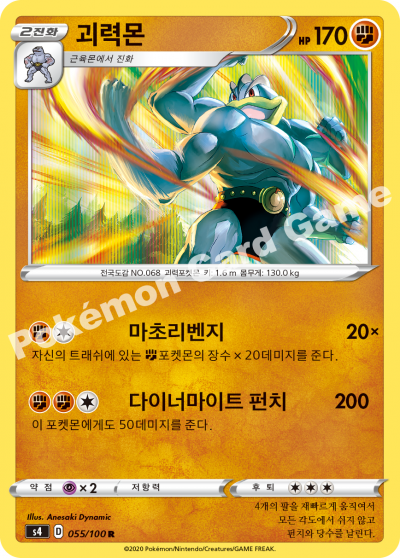 2진화
괴력몬
HP 170
근육몬에서 진화
전국도감 NO.068 괴력포켓몬 키: 1.6 m 몸무게: 130.0 kg
Pokémon Card Game
마초리벤지 20×
자신의 트래쉬에 있는 포켓몬의 장수 × 20데미지를 준다.
다이너마이트 펀치 200
이 포켓몬에게도 50데미지를 준다.
약점 × 2 저항력 후퇴
Illus. Anesaki Dynamic
4개의 팔을 재빠르게 움직여서
모든 각도에서 쉬지 않고
펀치와 당수를 날린다.
s4 D 055/100 R
©2020 Pokémon/Nintendo/Creatures/GAME FREAK.